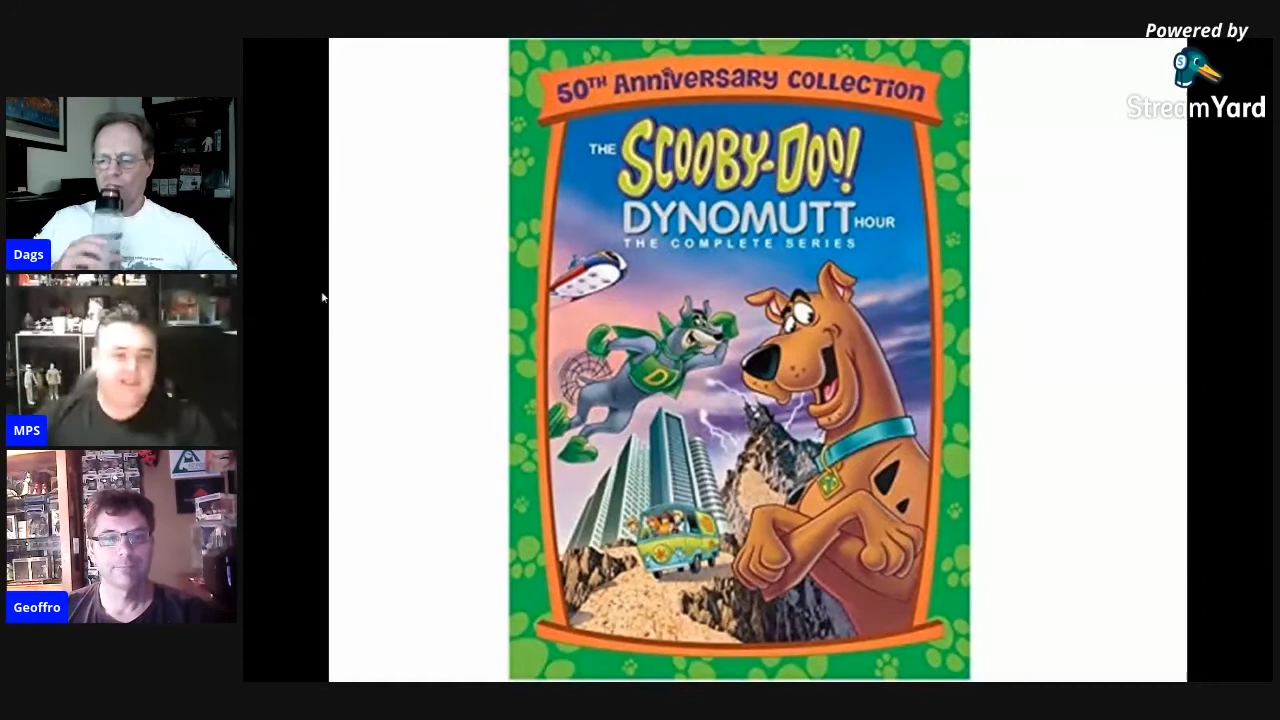 Powered by
StreamYard
50TH ANNIVERSARY COLLECTION
THE SCOOBY-DOO!
DYNOMUTT HOUR
THE COMPLETE SERIES
D
Dags
MPS
Geoffro